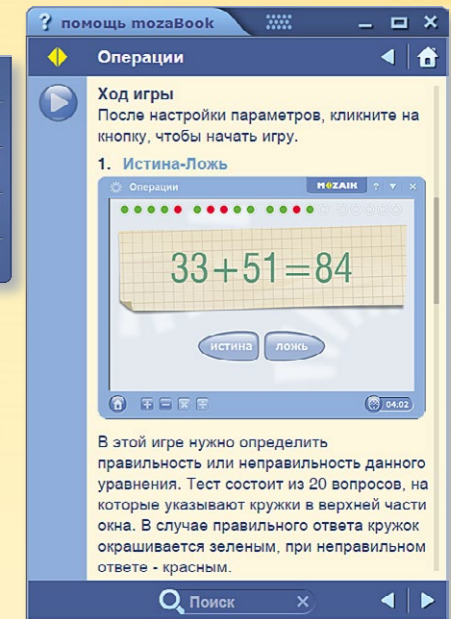 ? помощь mozaBook
Операции
Ход игры
После настройки параметров, кликните на
кнопку, чтобы начать игру.
1. Истина-Ложь
Операции MOZAIK ?
33+51=84
истина ложь
04:02
В этой игре нужно определить
правильность или неправильность данного
уравнения. Тест состоит из 20 вопросов, на
которые указывают кружки в верхней части
окна. В случае правильного ответа кружок
окрашивается зеленым, при неправильном
ответе - красным.
Поиск